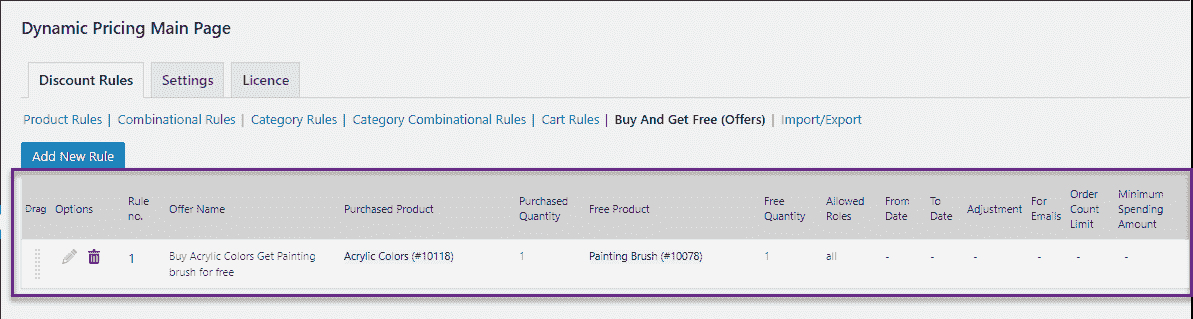 Dynamic Pricing Main Page
Discount Rules Settings Licence
Product Rules | Combinational Rules | Category Rules | Category Combinational Rules | Cart Rules | Buy And Get Free (Offers) | Import/Export
Add New Rule
Drag Options Rule no. Offer Name Purchased Product Purchased Quantity Free Product Free Quantity Allowed Roles From Date To Date Adjustment For Emails Order Count Limit Minimum Spending Amount
1 Buy Acrylic Colors Get Painting brush for free Acrylic Colors (#10118) 1 Painting Brush (#10078) 1 all - - - - - -